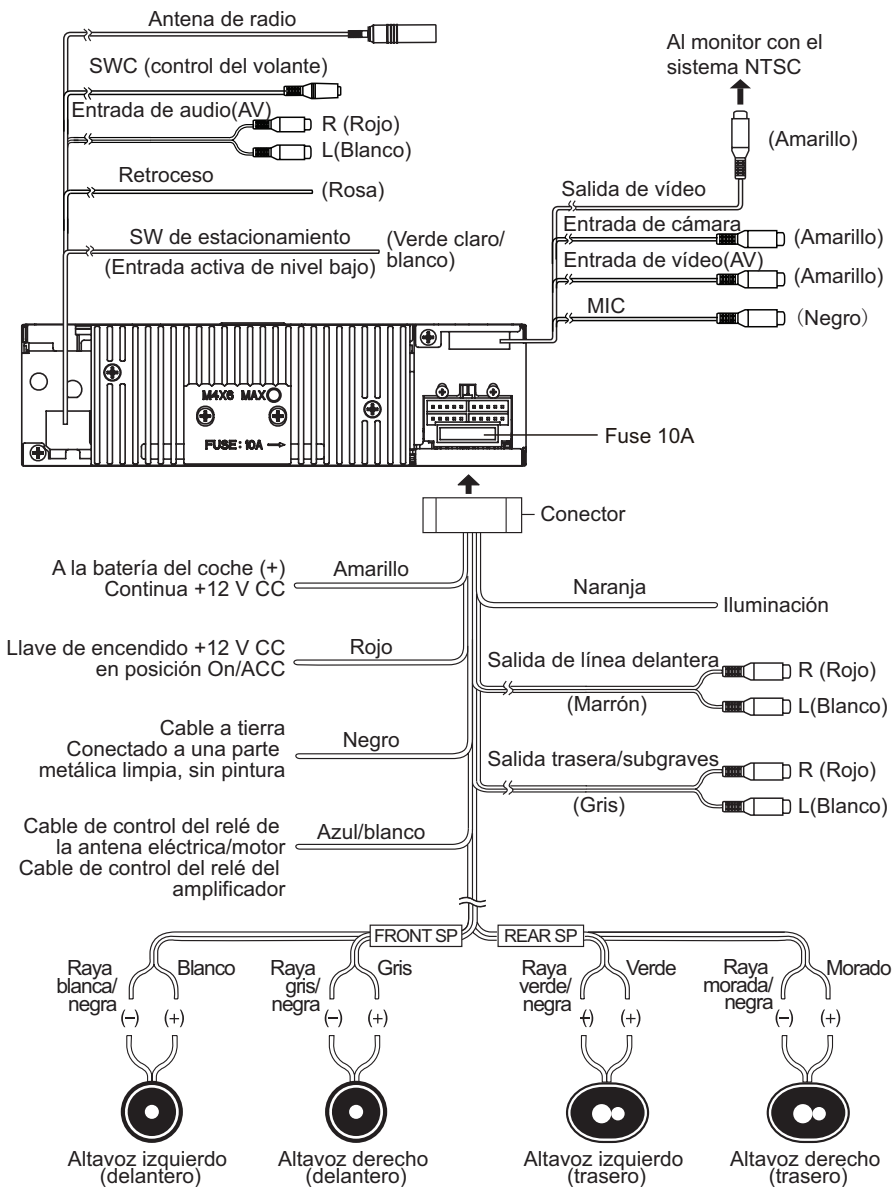 Antena de radio
SWC (control del volante)
Entrada de audio(AV)
R (Rojo)
L(Blanco)
Retroceso
(Rosa)
SW de estacionamiento
(Entrada activa de nivel bajo)
(Verde claro/
blanco)
Al monitor con el
sistema NTSC
(Amarillo)
Salida de vídeo
Entrada de cámara
(Amarillo)
Entrada de vídeo(AV)
(Amarillo)
MIC
(Negro)
M4X6 MAX
FUSE: 10A →
Fuse 10A
Conector
A la batería del coche (+)
Continua +12 V CC
Amarillo
Naranja
Iluminación
Llave de encendido +12 V CC
en posición On/ACC
Rojo
Salida de línea delantera
(Marrón)
R (Rojo)
L(Blanco)
Cable a tierra
Conectado a una parte
metálica limpia, sin pintura
Negro
Salida trasera/subgraves
(Gris)
R (Rojo)
L(Blanco)
Cable de control del relé de
la antena eléctrica/motor
Cable de control del relé del
amplificador
Azul/blanco
FRONT SP
REAR SP
Raya
blanca/
negra
Blanco
(-)
(+)
Raya
gris/
negra
Gris
(-)
(+)
Raya
verde/
negra
Verde
(-)
(+)
Raya
morada/
negra
Morado
(-)
(+)
Altavoz izquierdo
(delantero)
Altavoz derecho
(delantero)
Altavoz izquierdo
(trasero)
Altavoz derecho
(trasero)